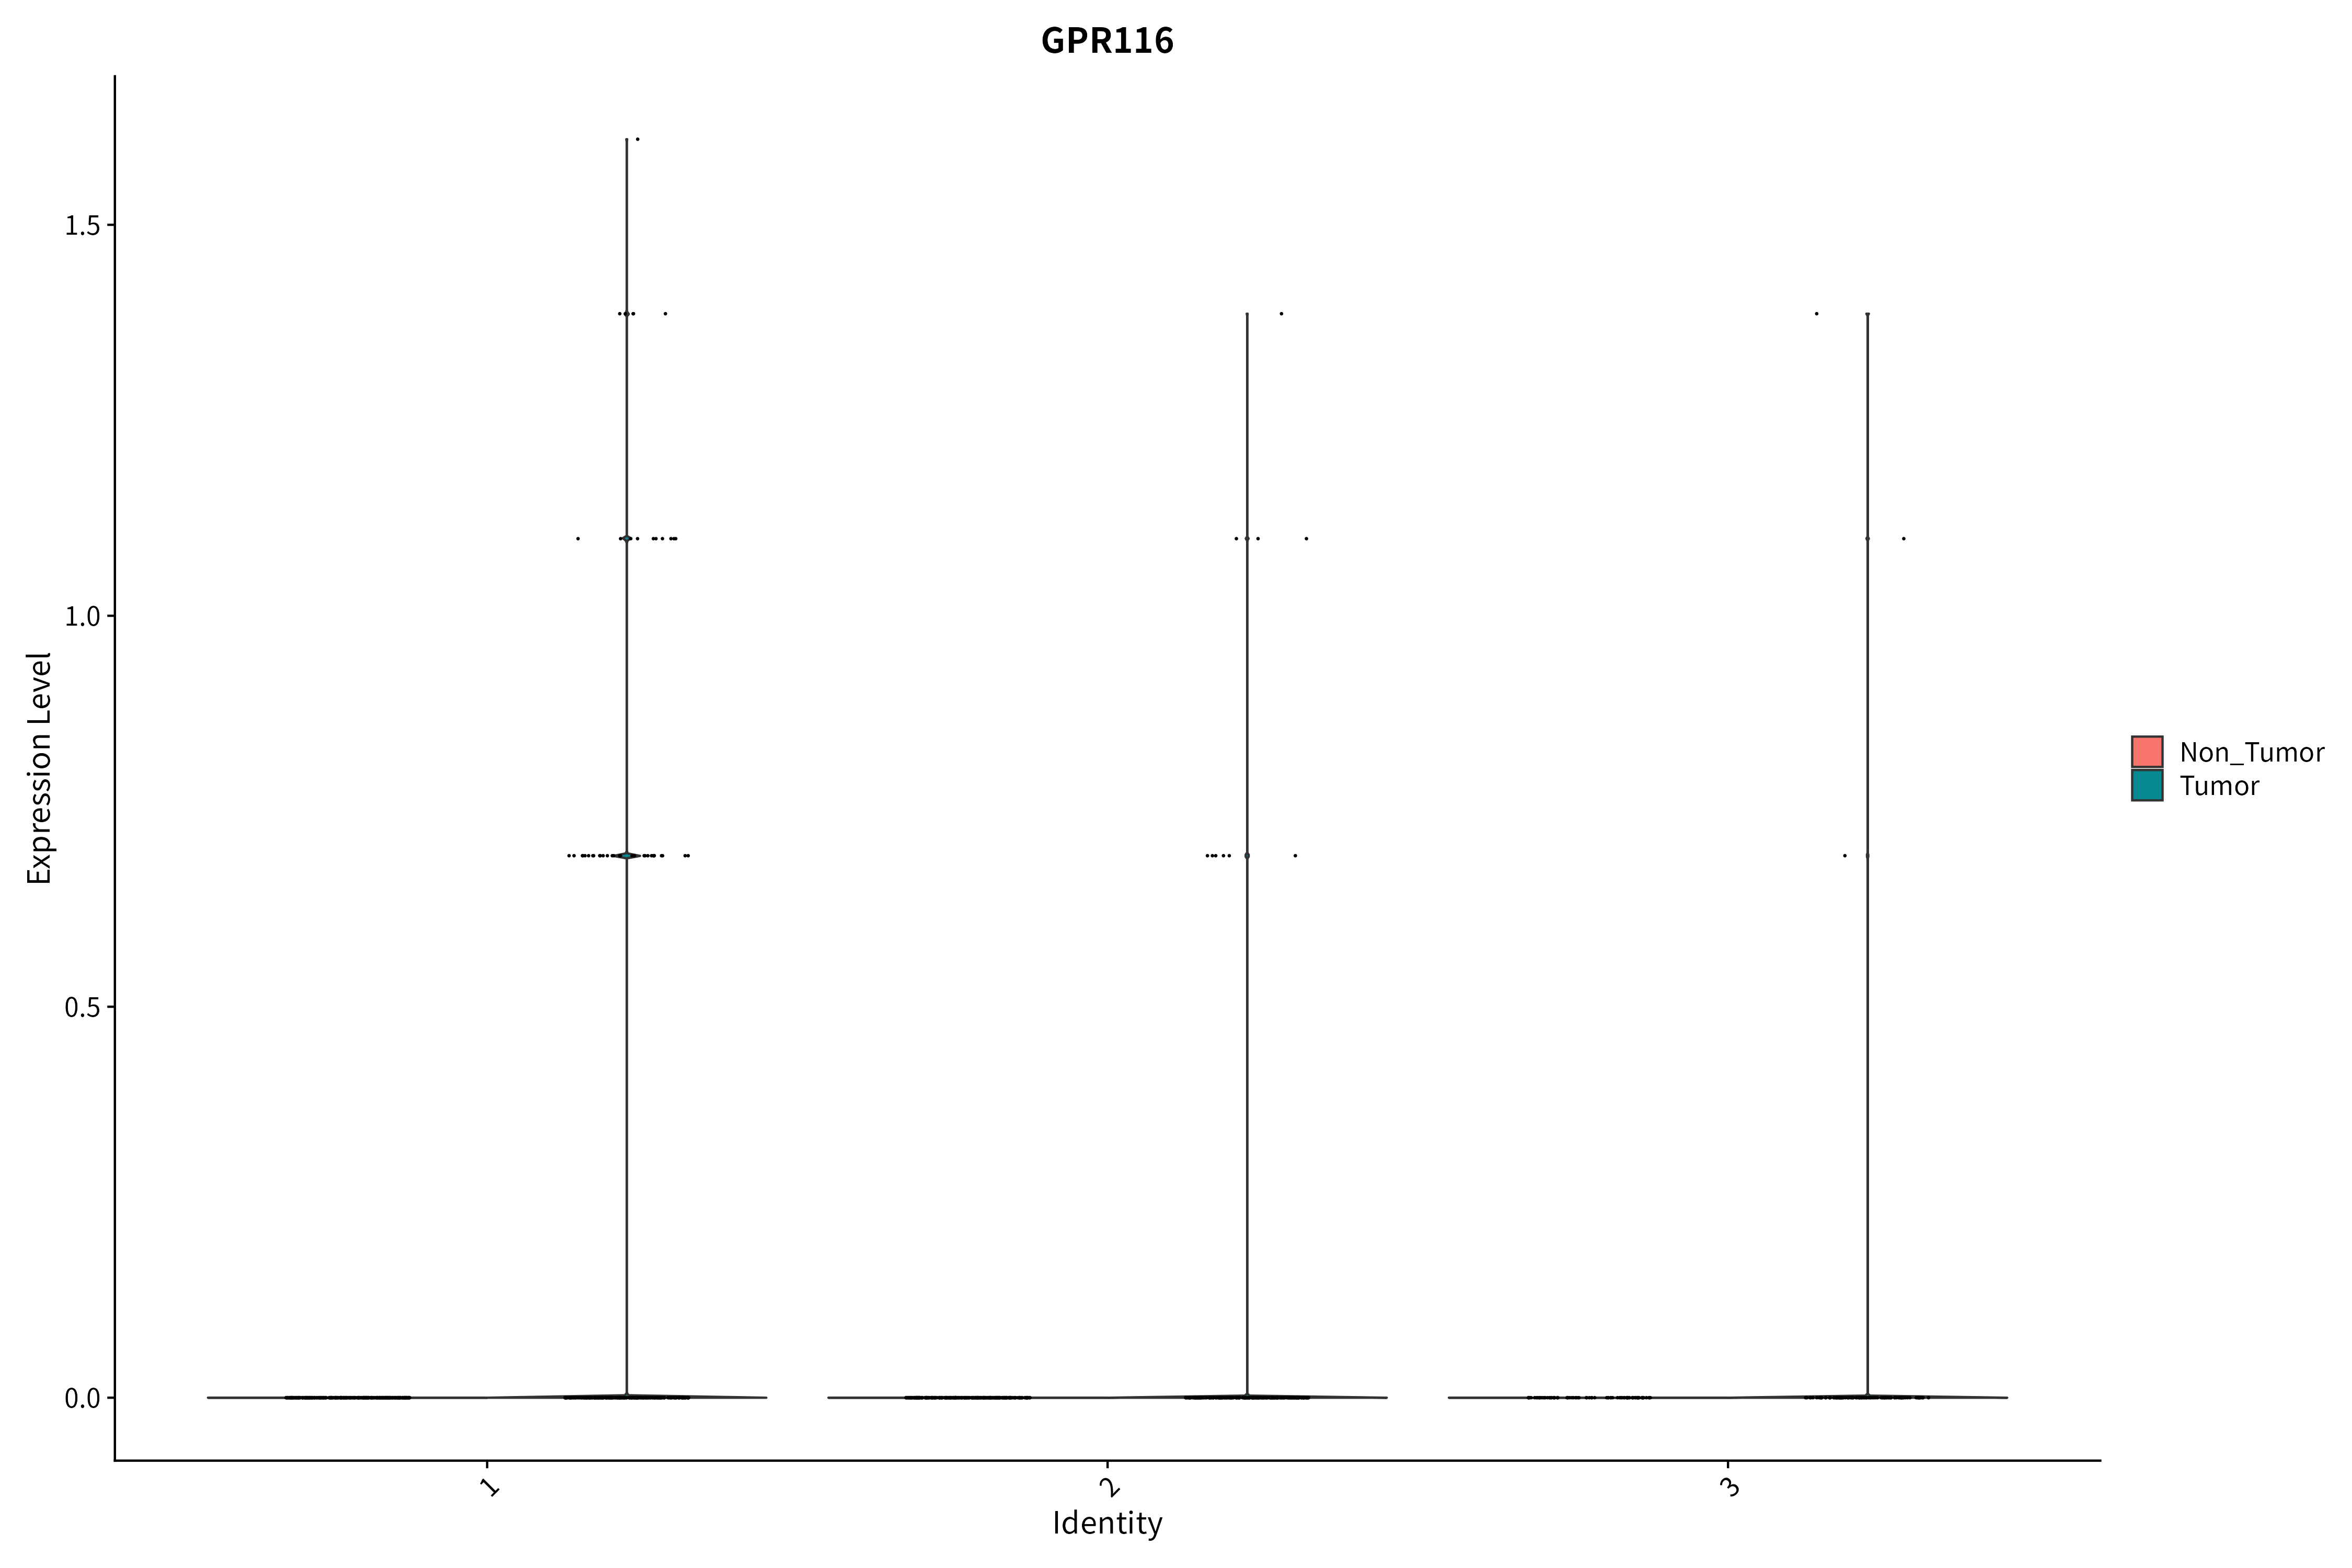 GPR116
Expression Level
1.5
1.0
0.5
0.0
1
2
3
Identity
Non_Tumor
Tumor